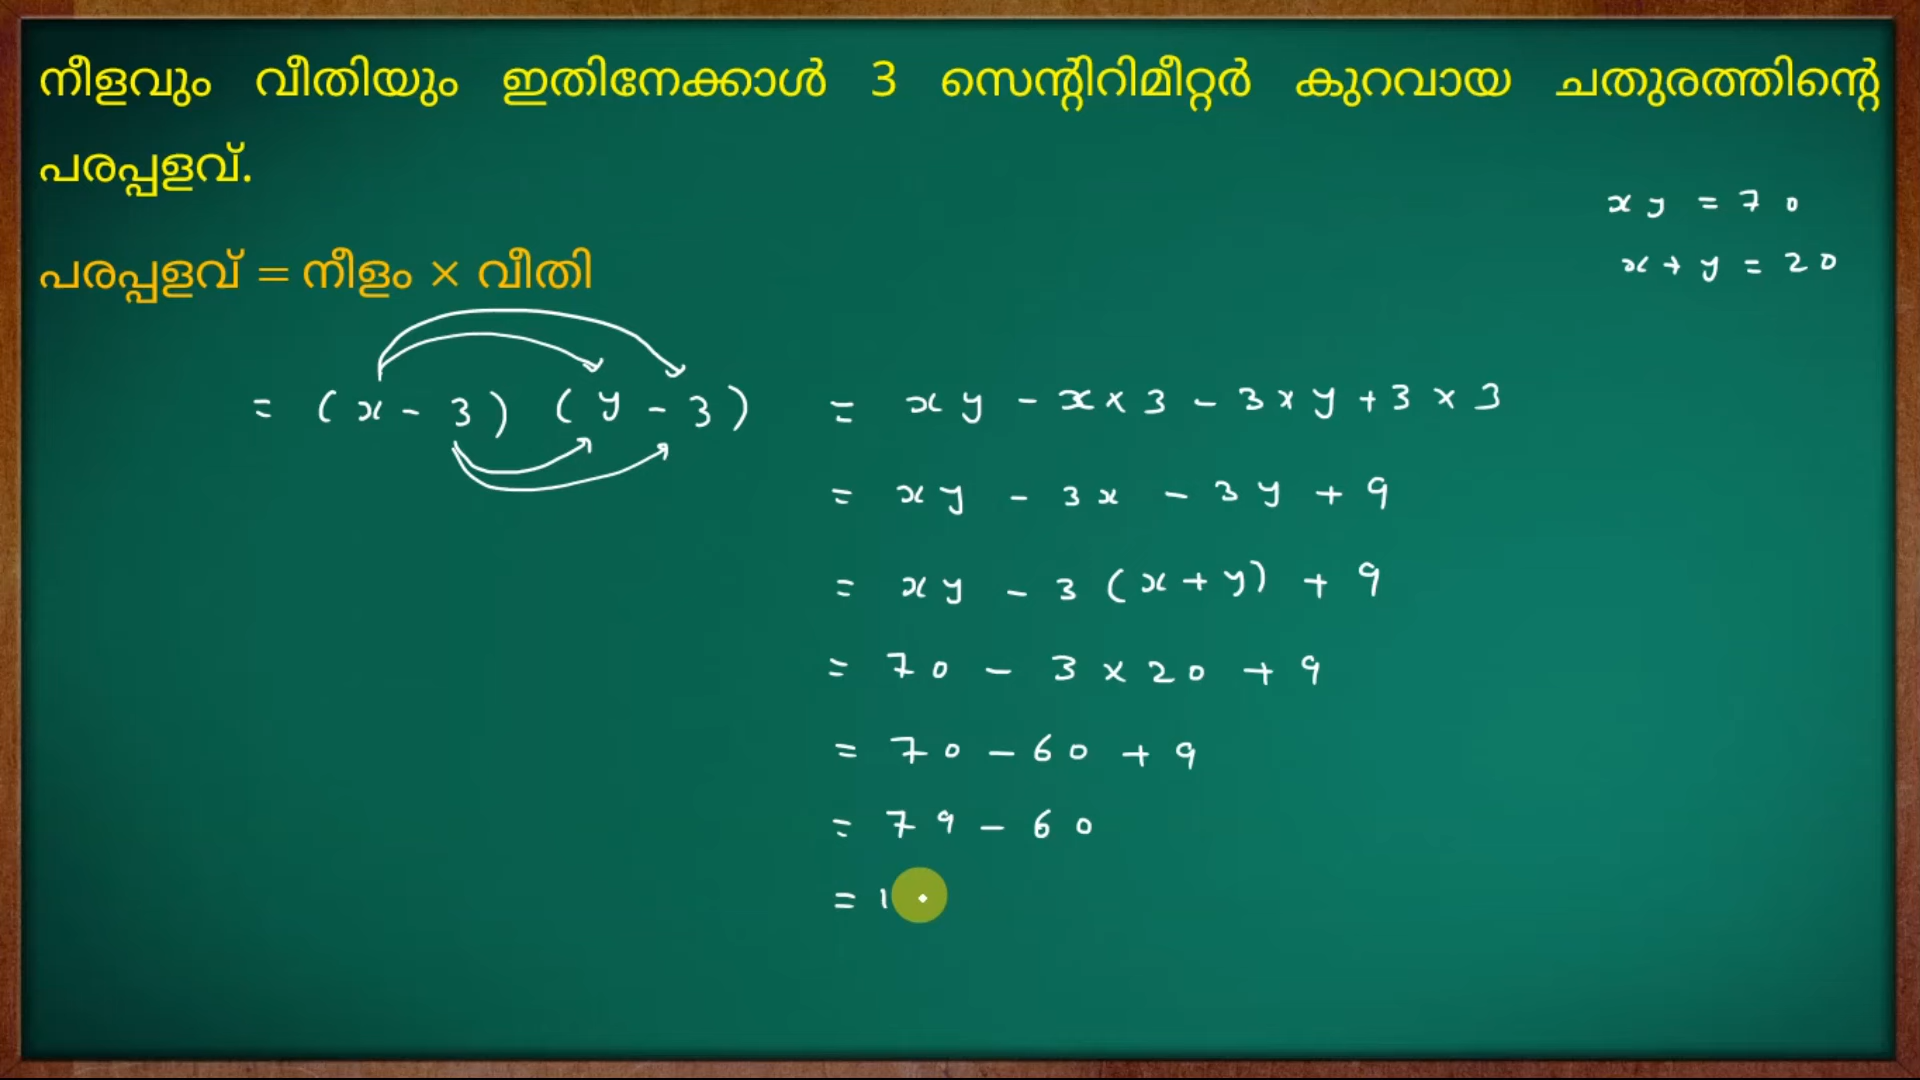 നീളവും വീതിയും ഇതിനേക്കാൾ 3 സെന്റിറിമീറ്റർ കുറവായ ചതുരത്തിന്റെ
പരപ്പളവ്.
xy = 70
x + y = 20
പരപ്പളവ് = നീളം × വീതി
= (x - 3) (y - 3) = xy - x × 3 - 3 × y + 3 × 3
= xy - 3x - 3y + 9
= xy - 3 (x + y) + 9
= 70 - 3 × 20 + 9
= 70 - 60 + 9
= 79 - 60
= 1